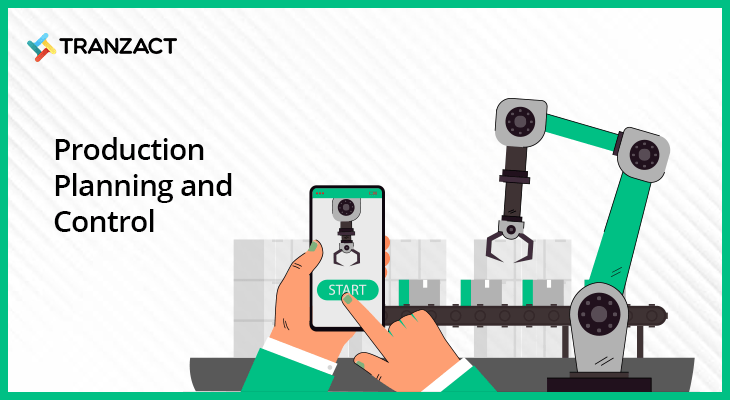 TRANZACT
Production
Planning and
Control
START